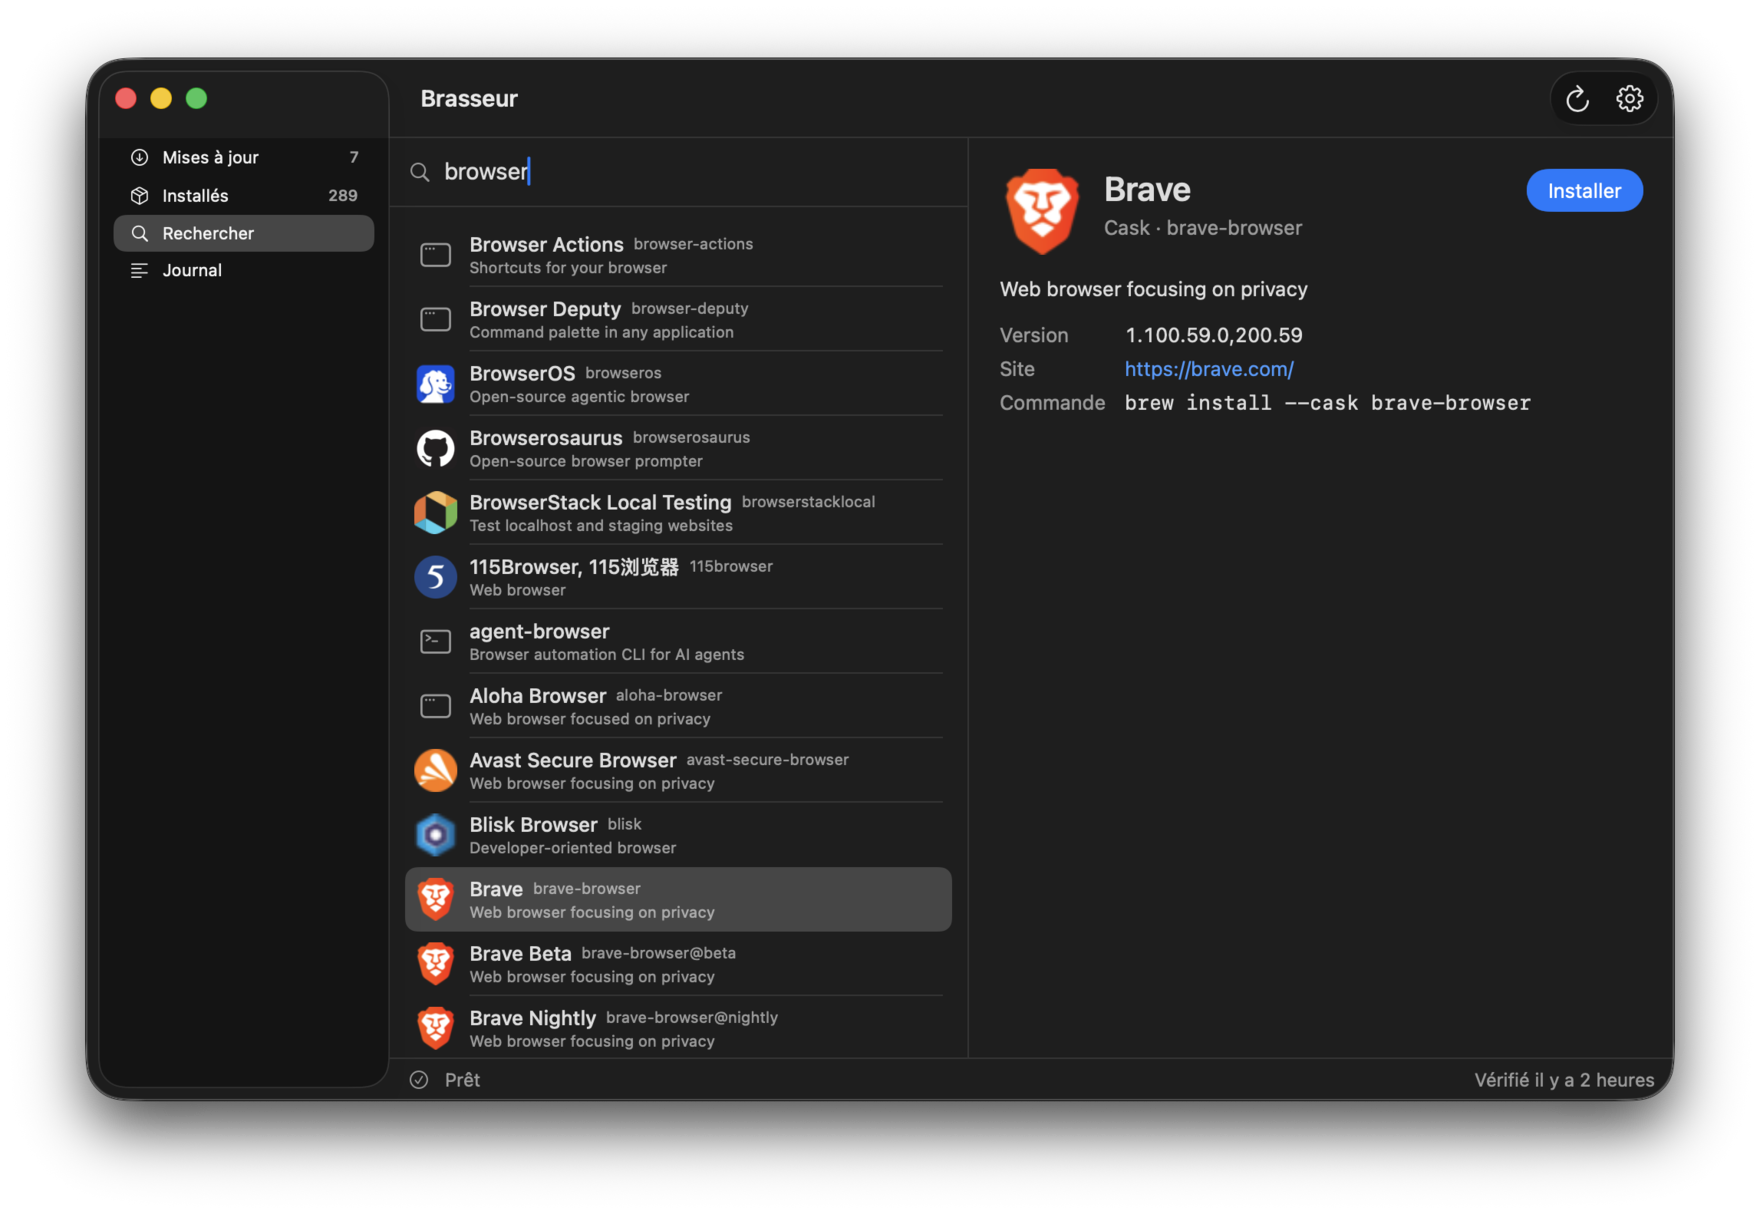 Brasseur
Mises à jour 7
Installés 289
Rechercher
Journal
browser
Browser Actions browser-actions
Shortcuts for your browser
Browser Deputy browser-deputy
Command palette in any application
BrowserOS browseros
Open-source agentic browser
Browserosaurus browserosaurus
Open-source browser prompter
BrowserStack Local Testing browserstacklocal
Test localhost and staging websites
5
115Browser, 115浏览器 115browser
Web browser
agent-browser
Browser automation CLI for AI agents
Aloha Browser aloha-browser
Web browser focused on privacy
Avast Secure Browser avast-secure-browser
Web browser focusing on privacy
Blisk Browser blisk
Developer-oriented browser
Brave brave-browser
Web browser focusing on privacy
Brave Beta brave-browser@beta
Web browser focusing on privacy
Brave Nightly brave-browser@nightly
Web browser focusing on privacy
Brave
Installer
Cask · brave-browser
Web browser focusing on privacy
Version 1.100.59.0,200.59
Site https://brave.com/
Commande brew install --cask brave-browser
Prêt
Vérifié il y a 2 heures